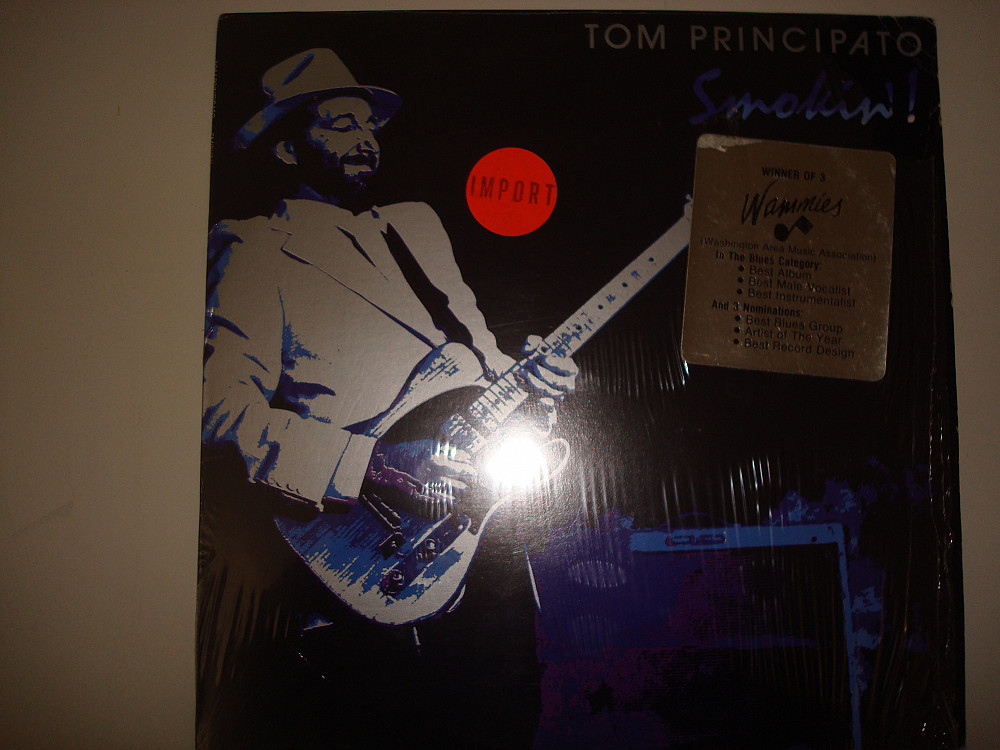 TOM PRINCIPATO
Smokin'!
IMPORT
WINNER OF 3
Wammies
(Washington Area Music Association)
In The Blues Category:
• Best Album
• Best Male Vocalist
• Best Instrumentalist
And 3 Nominations:
• Best Blues Group
• Artist of The Year
• Best Record Design